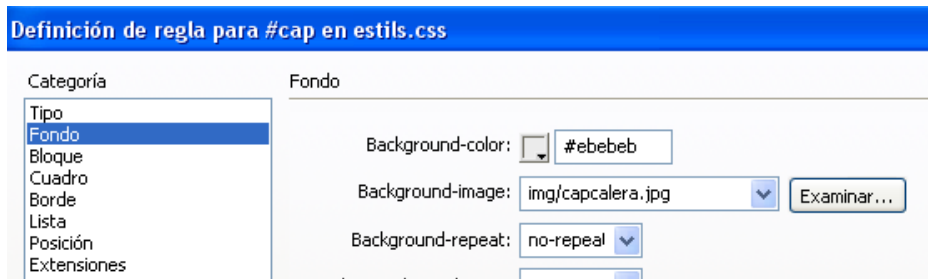 Definición de regla para #cap en estils.css
Categoría
Tipo
Fondo
Bloque
Cuadro
Borde
Lista
Posición
Extensiones
Fondo
Background-color: #ebebeb
Background-image: img/capcalera.jpg Examinar...
Background-repeat: no-repeat